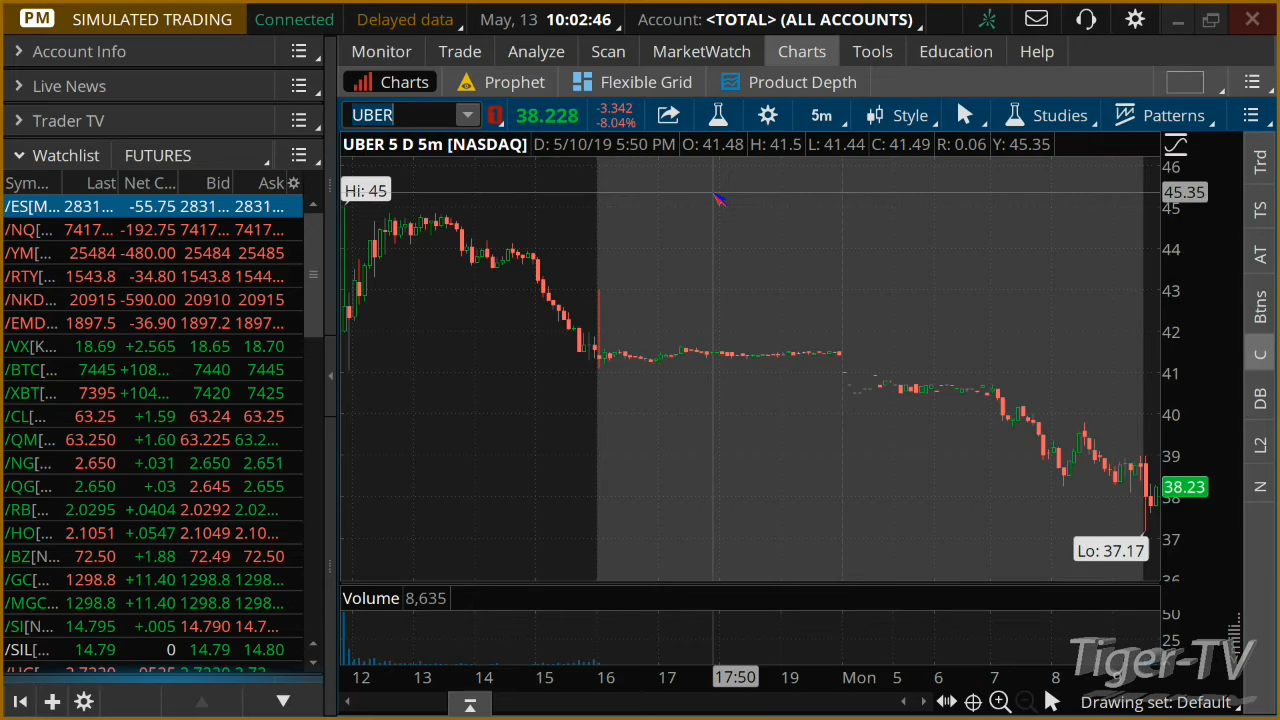 PM SIMULATED TRADING Connected Delayed data May, 13 10:02:46 Account: <TOTAL> (ALL ACCOUNTS)
Account Info
Live News
Trader TV
Watchlist FUTURES
Sym... Last Net C... Bid Ask
/ES[M... 2831... -55.75 2831... 2831...
/NQ[... 7417... -192.75 7417... 7417...
/YM[... 25484 -480.00 25484 25485
/RTY[... 1543.8 -34.80 1543.8 1544...
/NKD... 20915 -590.00 20910 20915
/EMD... 1897.5 -36.90 1897.2 1897...
/VX[K... 18.69 +2.565 18.65 18.70
/BTC[... 7445 +108... 7440 7445
/XBT[... 7395 +104... 7420 7425
/CL[... 63.25 +1.59 63.24 63.25
/QM[... 63.250 +1.60 63.225 63.2...
/NG[... 2.650 +.031 2.650 2.651
/QG[... 2.650 +.03 2.645 2.655
/RB[... 2.0295 +.0404 2.0292 2.02...
/HO[... 2.1051 +.0547 2.1049 2.10...
/BZ[N... 72.50 +1.88 72.49 72.50
/GC[... 1298.8 +11.40 1298.8 1298...
/MGC... 1298.8 +11.40 1298.8 1298...
/SI[N... 14.795 +.005 14.790 14.7...
/SIL[... 14.79 0 14.79 14.80
Monitor Trade Analyze Scan MarketWatch Charts Tools Education Help
Charts Prophet Flexible Grid Product Depth
UBER 1 38.228 -3.342 5m Style Studies Patterns
-8.04%
UBER 5 D 5m [NASDAQ] D: 5/10/19 5:50 PM O: 41.48 H: 41.5 L: 41.44 C: 41.49 R: 0.06 Y: 45.35
Hi: 45
46
45.35
45
44
43
42
41
40
39
38.23
38
37
36
Lo: 37.17
Volume 8,635
50
25
12 13 14 15 16 17 17:50 19 Mon 5 6 7 8
Drawing set: Default
Trd
TS
AT
Btns
C
DB
L2
N
Tiger-TV